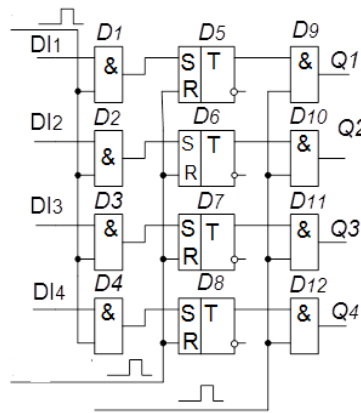 D1 D5 D9
DI1 & S T & Q1
R
D2 D6 D10
DI2 & S T & Q2
R
D3 D7 D11
DI3 & S T & Q3
R
D4 D8 D12
DI4 & S T & Q4
R